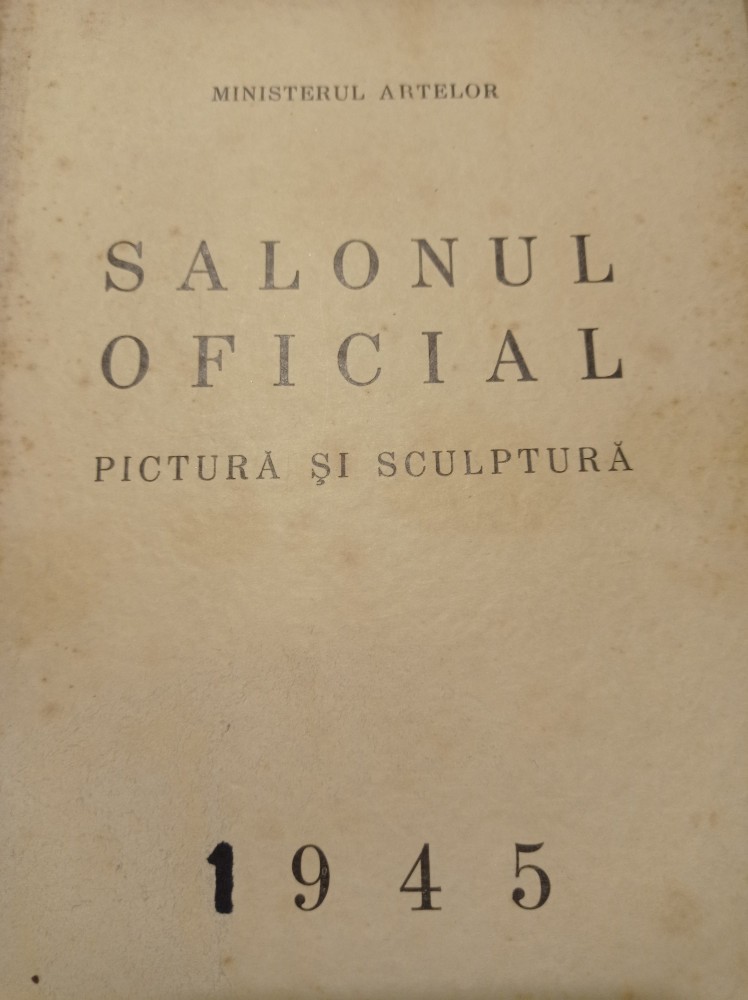 MINISTERUL ARTELOR
SALONUL
OFICIAL
PICTURĂ ŞI SCULPTURĂ
1945